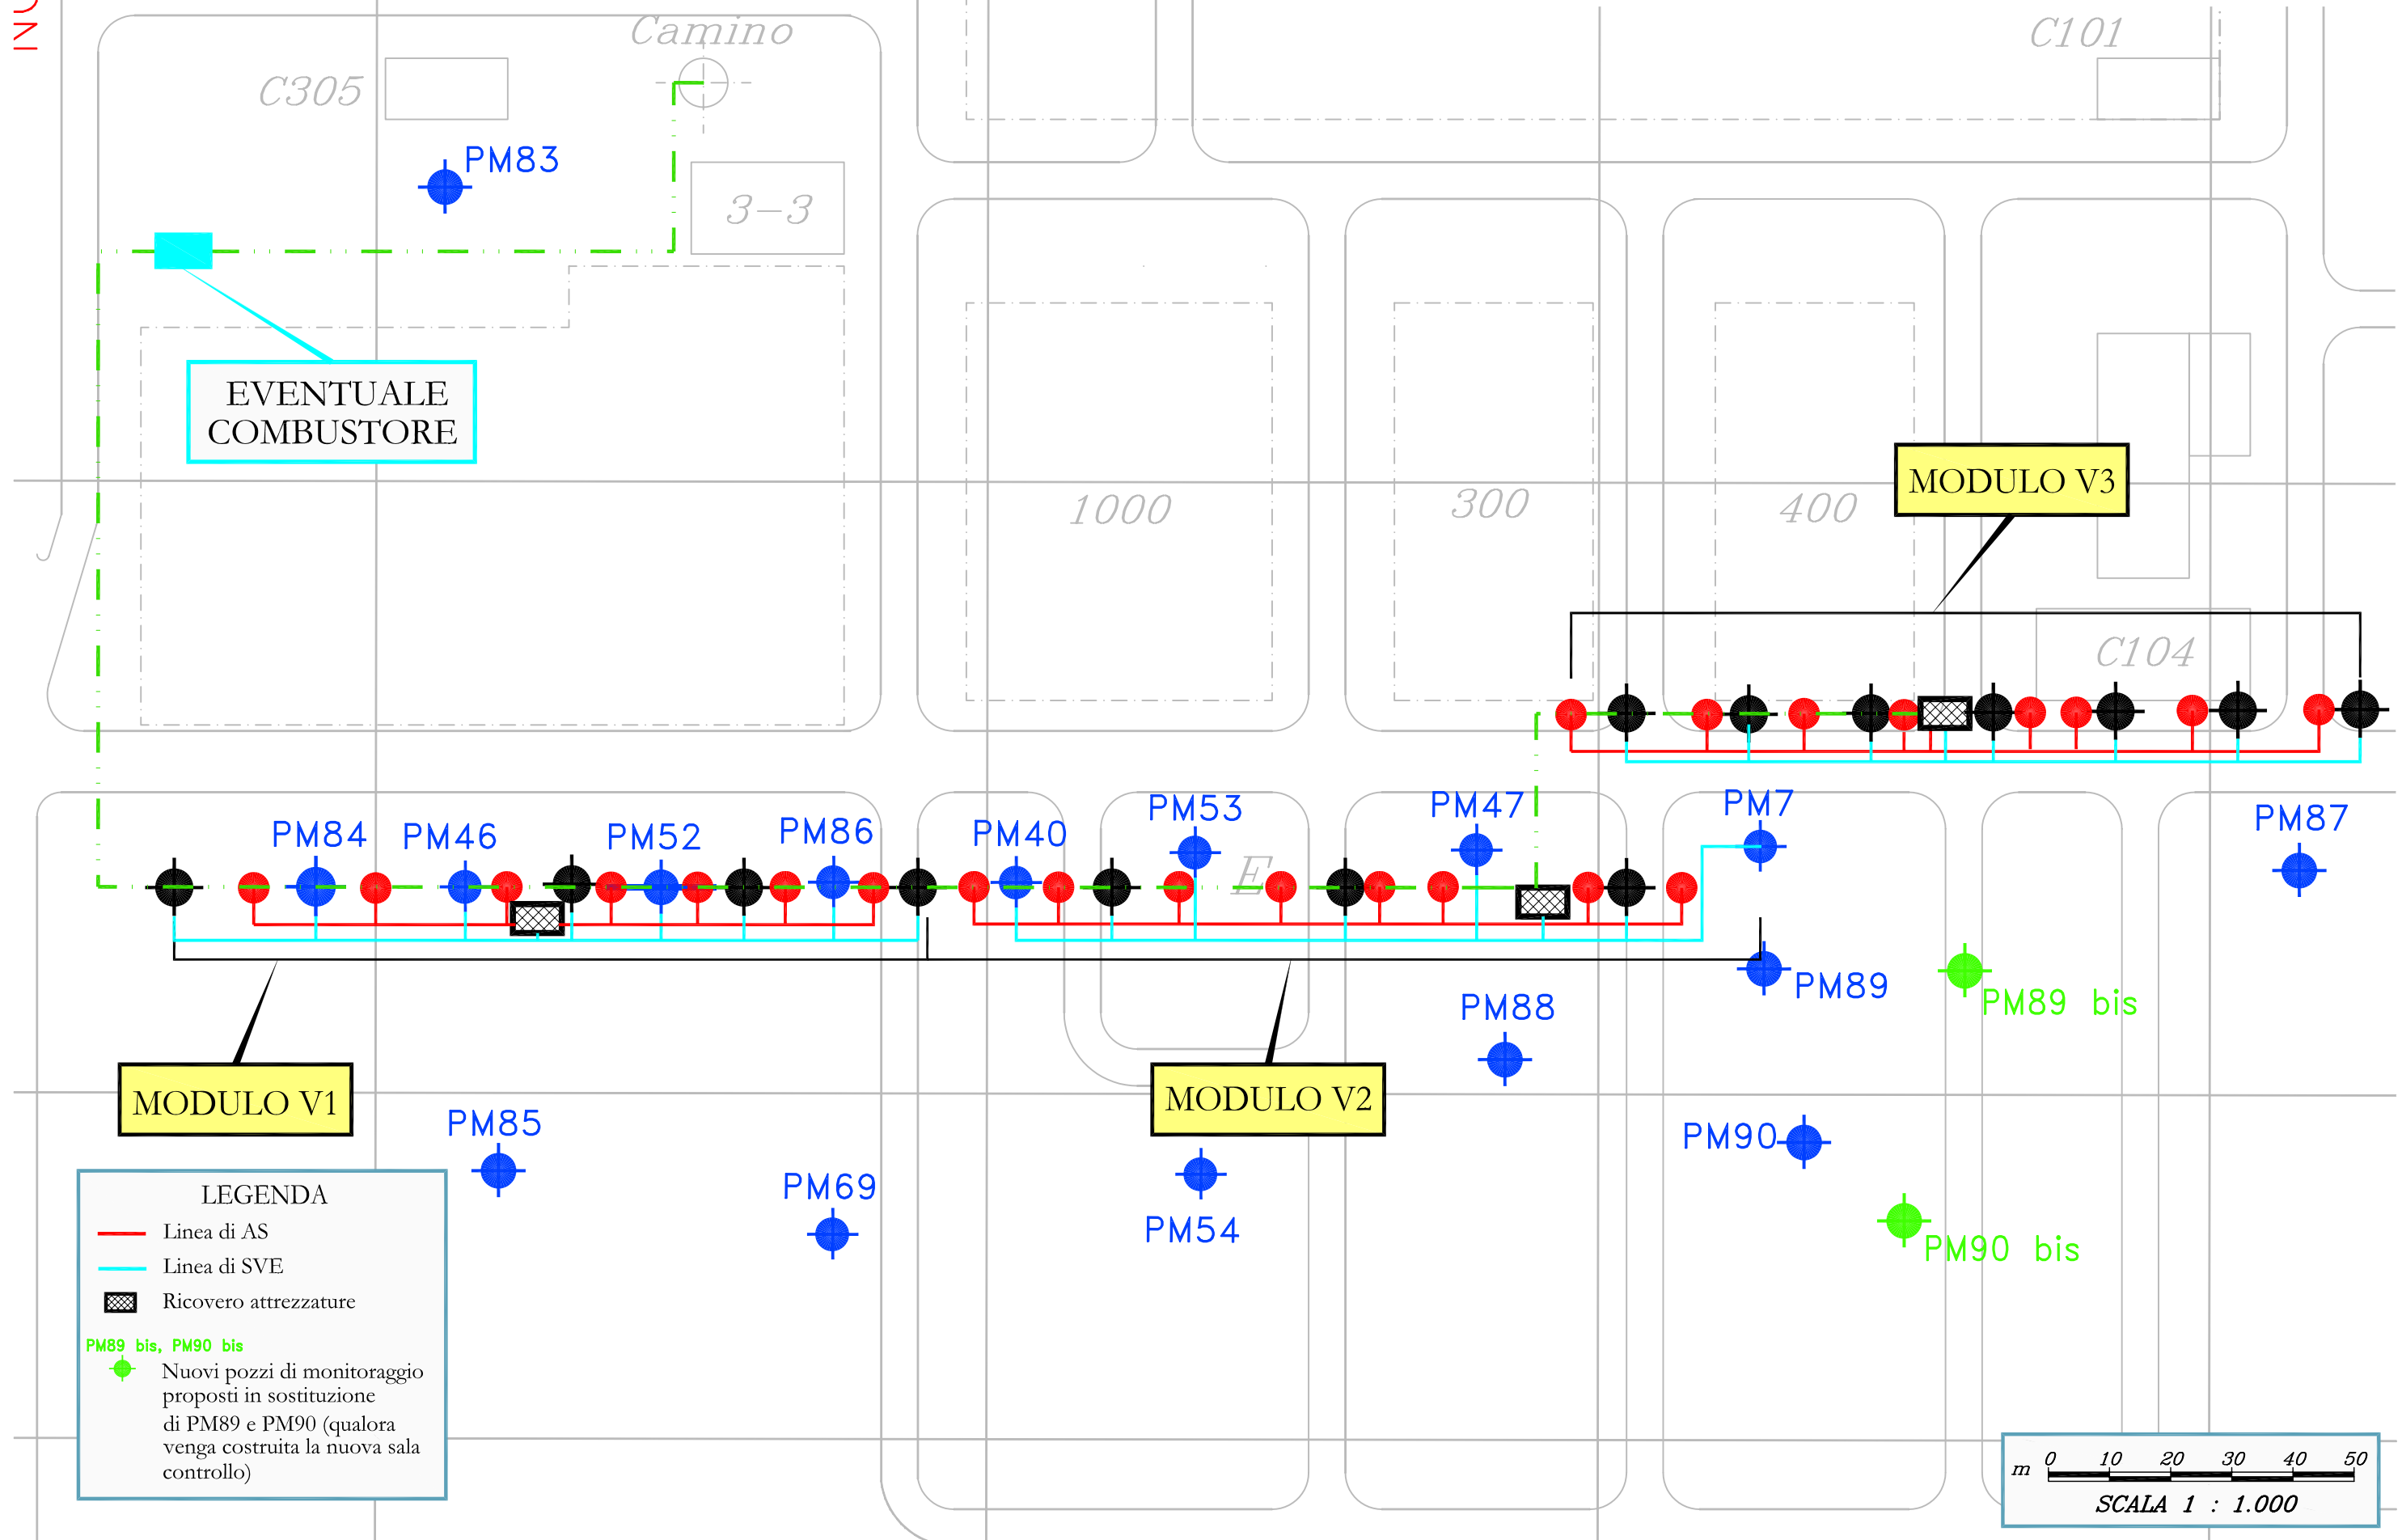 Camino
C101
C305
PM83
3-3
EVENTUALE
COMBUSTORE
MODULO V3
1000
300
400
C104
PM84
PM46
PM52
PM86
PM40
PM53
PM47
PM7
PM87
E
PM89
PM89 bis
PM88
MODULO V1
MODULO V2
PM85
PM90
PM69
PM54
PM90 bis
LEGENDA
Linea di AS
Linea di SVE
Ricovero attrezzature
PM89 bis, PM90 bis
Nuovi pozzi di monitoraggio
proposti in sostituzione
di PM89 e PM90 (qualora
venga costruita la nuova sala
controllo)
m 0 10 20 30 40 50
SCALA 1 : 1.000